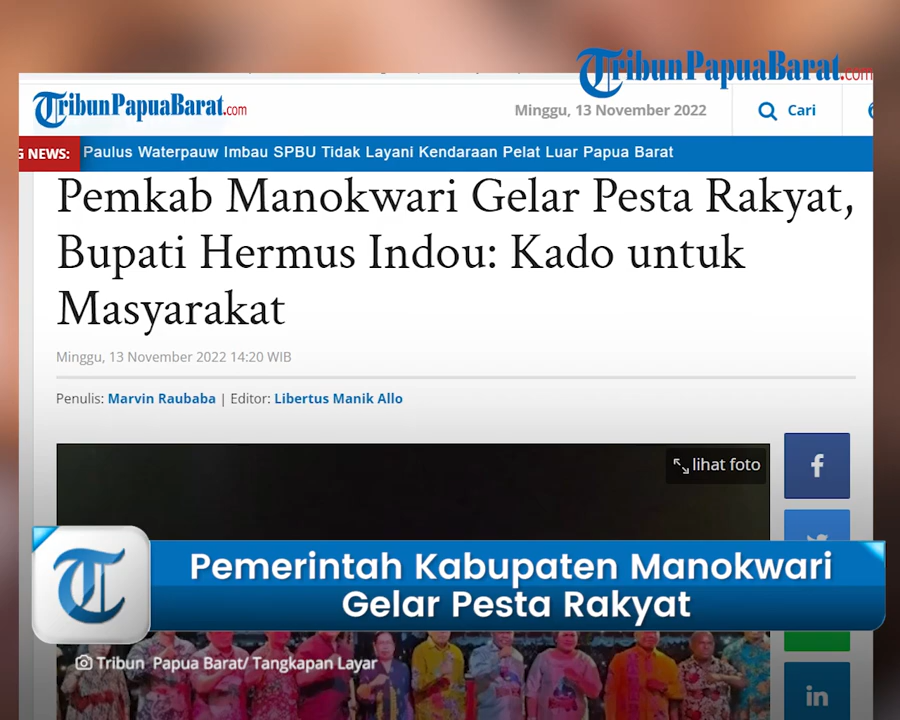 TribunPapuaBarat.com
TribunPapuaBarat.com
Minggu, 13 November 2022
Cari
G NEWS:
Paulus Waterpauw Imbau SPBU Tidak Layani Kendaraan Pelat Luar Papua Barat
Pemkab Manokwari Gelar Pesta Rakyat,
Bupati Hermus Indou: Kado untuk
Masyarakat
Minggu, 13 November 2022 14:20 WIB
Penulis: Marvin Raubaba | Editor: Libertus Manik Allo
lihat foto
Pemerintah Kabupaten Manokwari
Gelar Pesta Rakyat
Tribun Papua Barat/ Tangkapan Layar